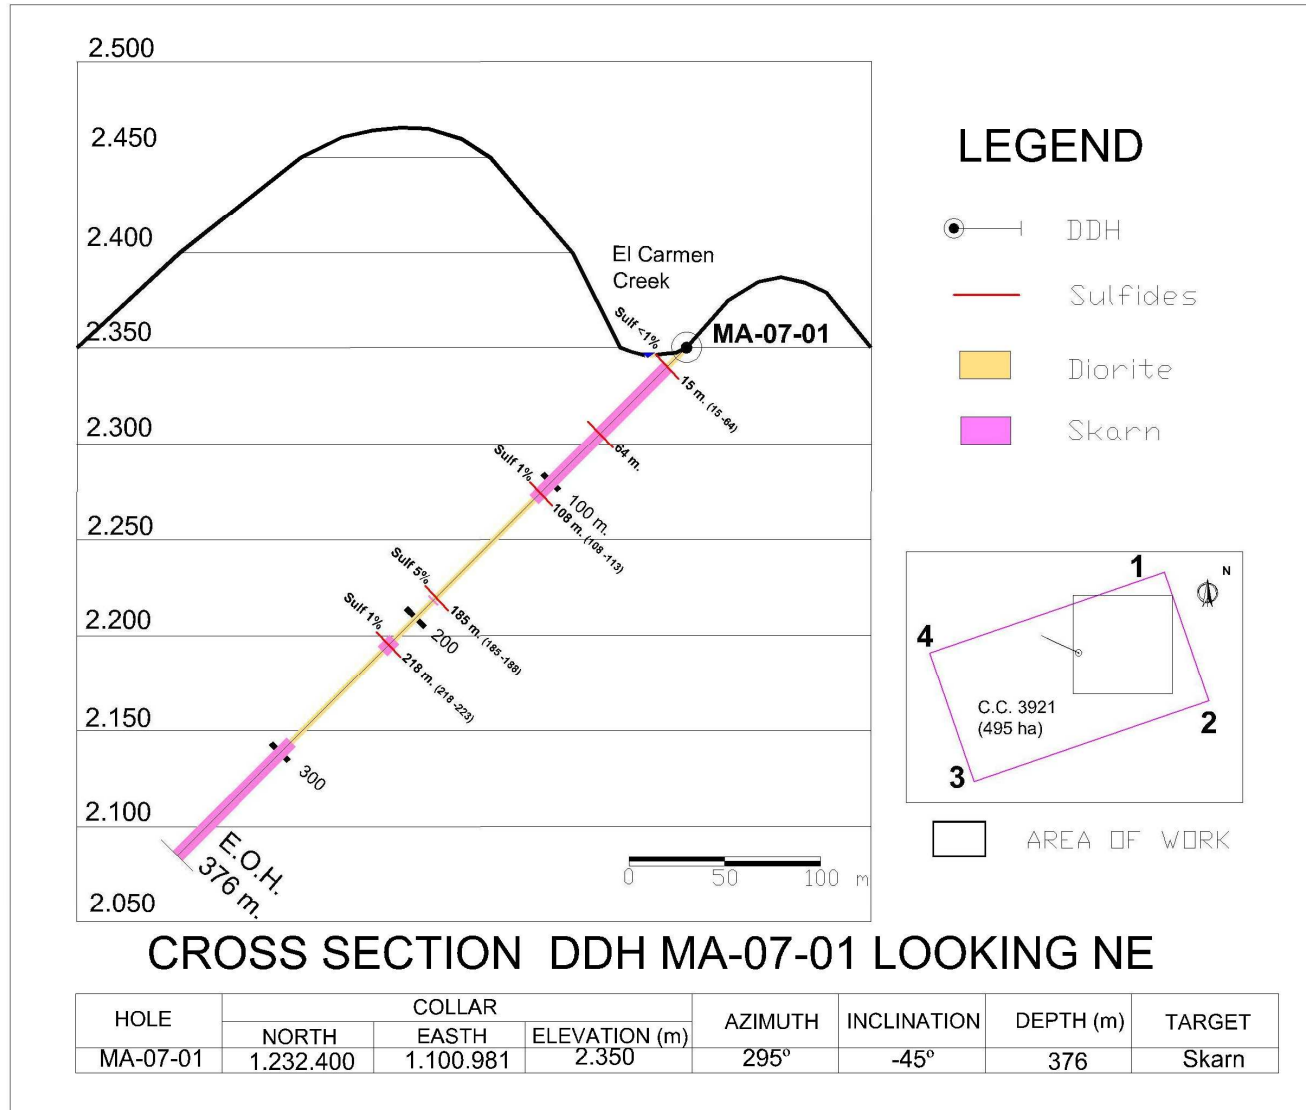 2.500
2.450
2.400
2.350
2.300
2.250
2.200
2.150
2.100
2.050
El Carmen
Creek
MA-07-01
Sulf <1%
15 m. (15 -64)
64 m.
Sulf 1%
100 m.
108 m. (108 -113)
Sulf 5%
185 m. (185 -188)
200
Sulf 1%
218 m. (218 -223)
300
E.O.H.
376 m.
0 50 100 m
LEGEND
DDH
Sulfides
Diorite
Skarn
N
1
2
3
4
C.C. 3921
(495 ha)
AREA OF WORK
CROSS SECTION DDH MA-07-01 LOOKING NE
HOLE COLLAR AZIMUTH INCLINATION DEPTH (m) TARGET
NORTH EASTH ELEVATION (m)
MA-07-01 1.232.400 1.100.981 2.350 295º -45º 376 Skarn